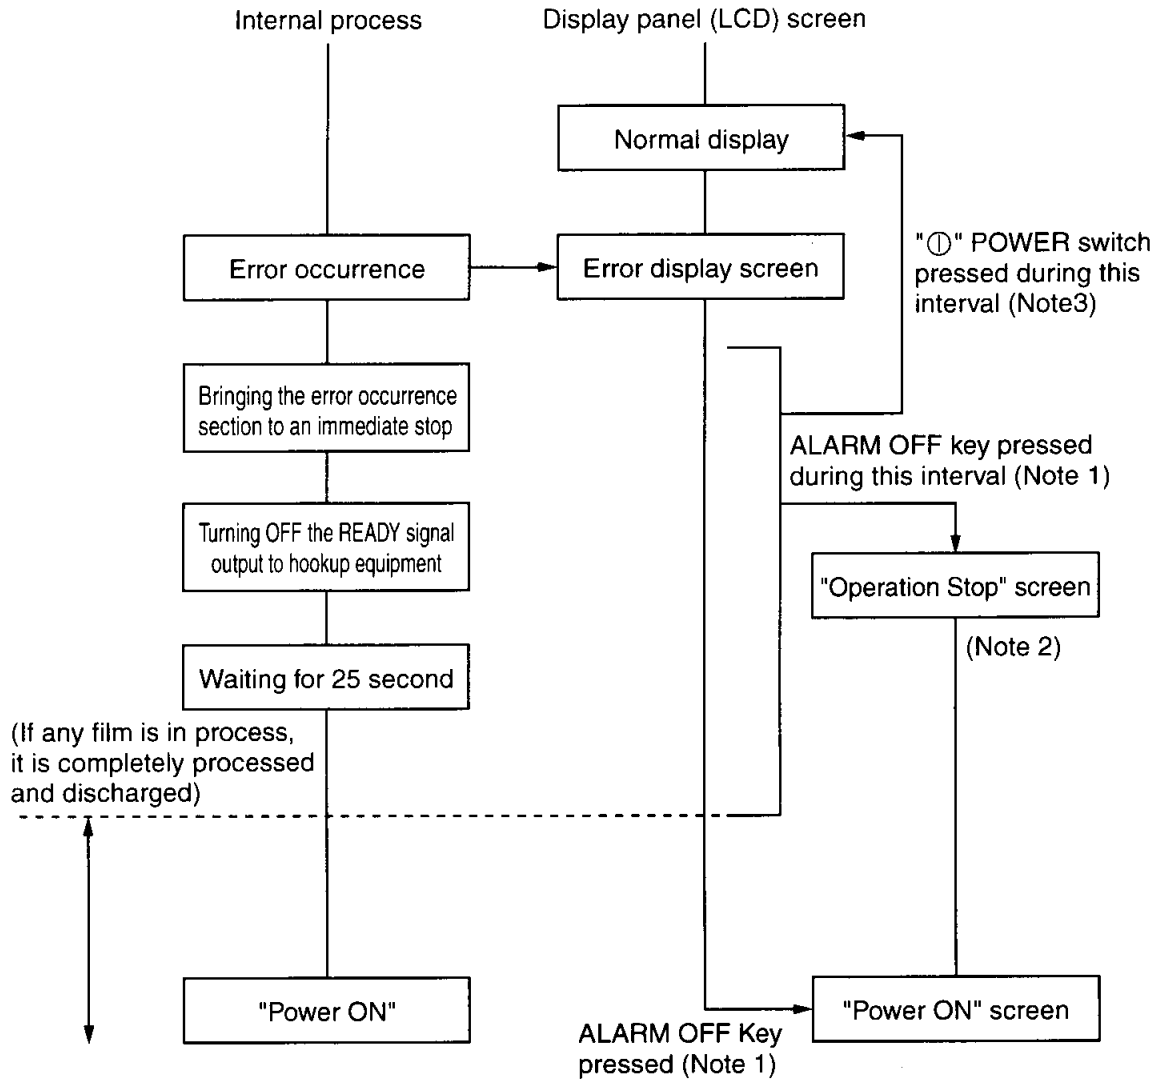 Internal process
Display panel (LCD) screen
Normal display
Error occurrence
Error display screen
"⏼" POWER switch
pressed during this
interval (Note3)
Bringing the error occurrence
section to an immediate stop
ALARM OFF key pressed
during this interval (Note 1)
Turning OFF the READY signal
output to hookup equipment
"Operation Stop" screen
(Note 2)
Waiting for 25 second
(If any film is in process,
it is completely processed
and discharged)
"Power ON"
"Power ON" screen
ALARM OFF Key
pressed (Note 1)